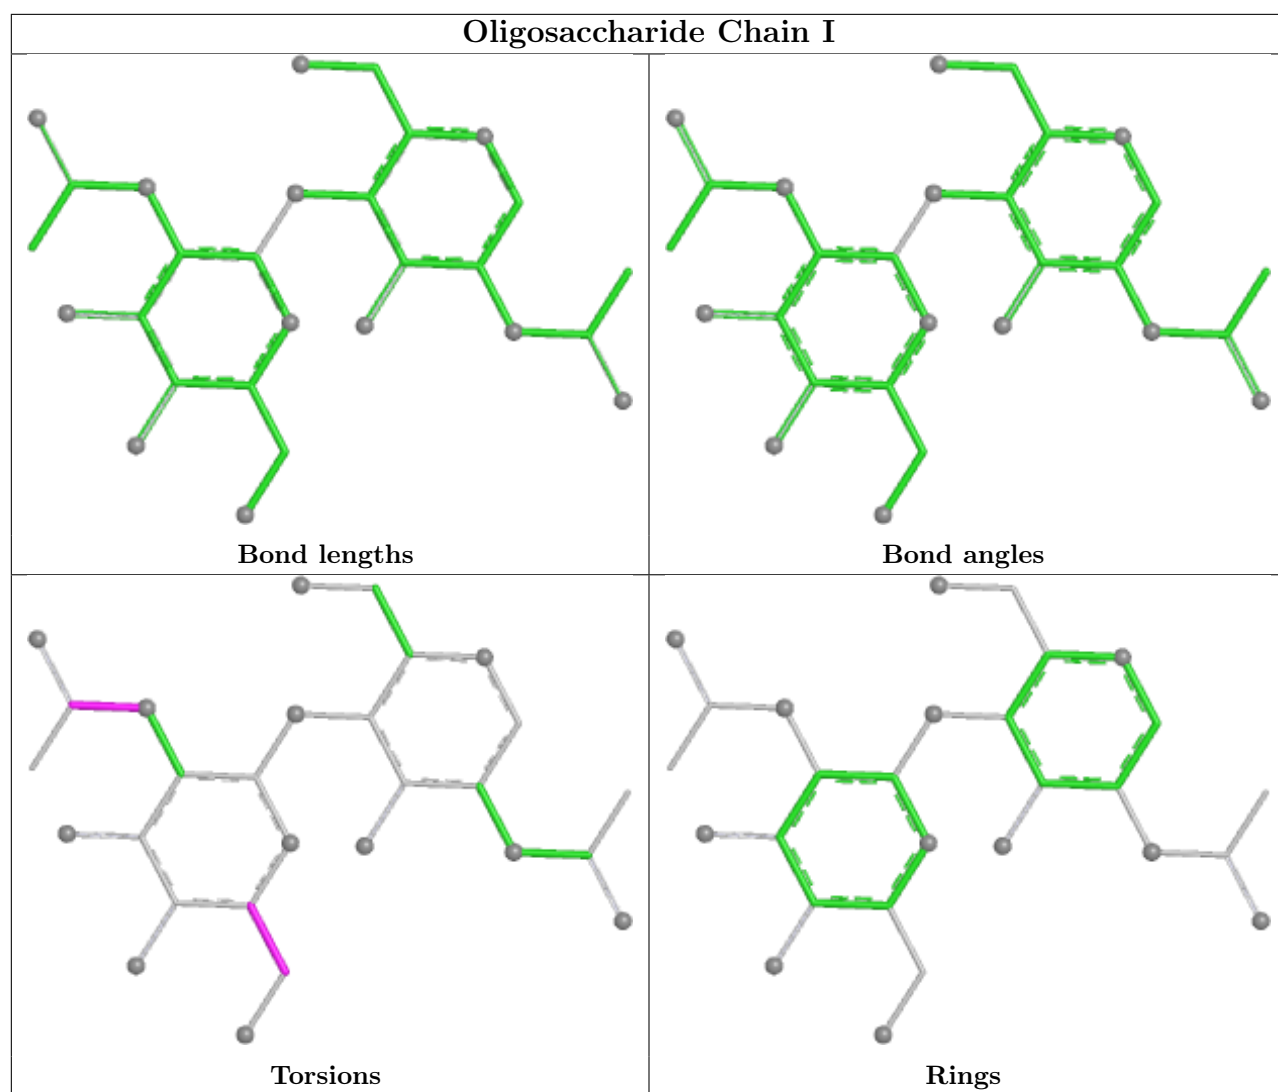 Oligosaccharide Chain I
Bond lengths
Bond angles
Torsions
Rings